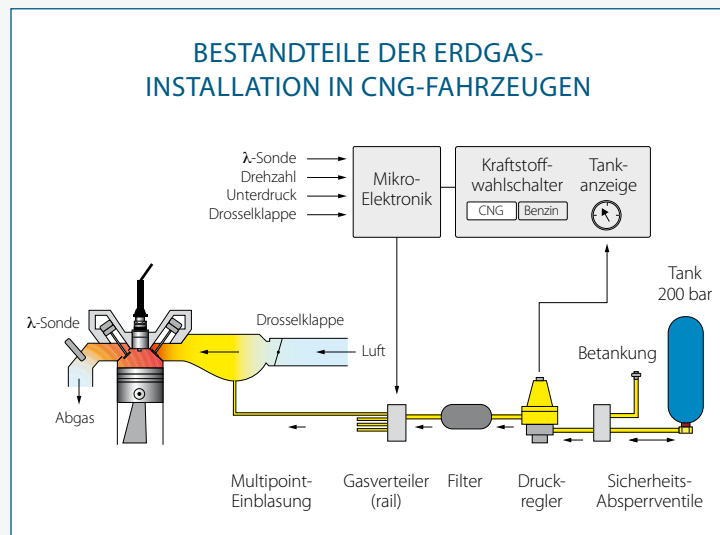 BESTANDTEILE DER ERDGAS-
INSTALLATION IN CNG-FAHRZEUGEN
λ-Sonde
Drehzahl
Unterdruck
Drosselklappe
Mikro-
Elektronik
Kraftstoff-
wahlschalter
CNG
Benzin
Tank-
anzeige
Tank
200 bar
λ-Sonde
Drosselklappe
Luft
Betankung
Abgas
Multipoint-
Einblasung
Gasverteiler
(rail)
Filter
Druck-
regler
Sicherheits-
Absperrventile